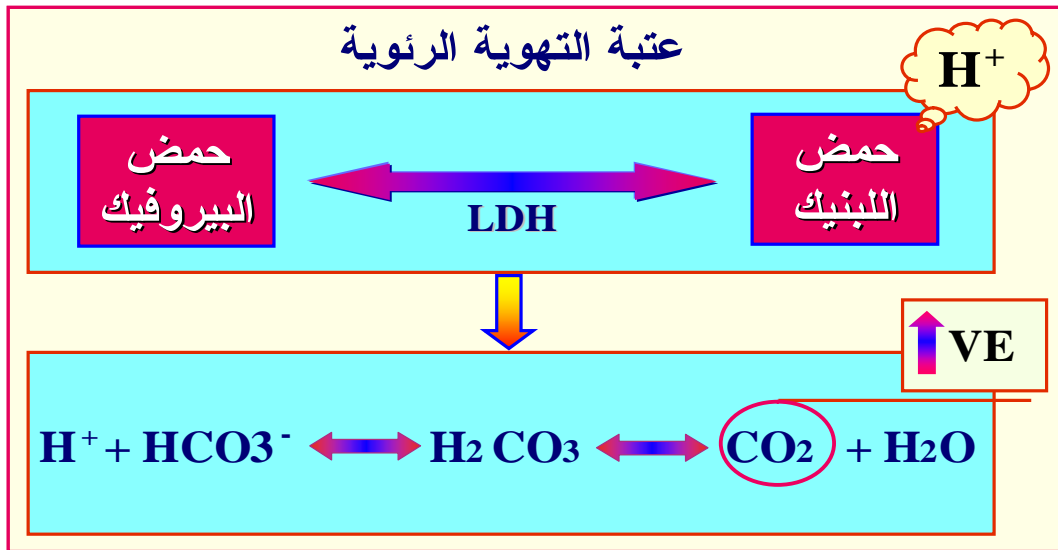 عتبة التهوية الرئوية
H⁺
حمض
البيروفيك
LDH
حمض
اللبنيك
VE
H⁺ + HCO3⁻ H₂ CO₃ CO₂ + H₂O